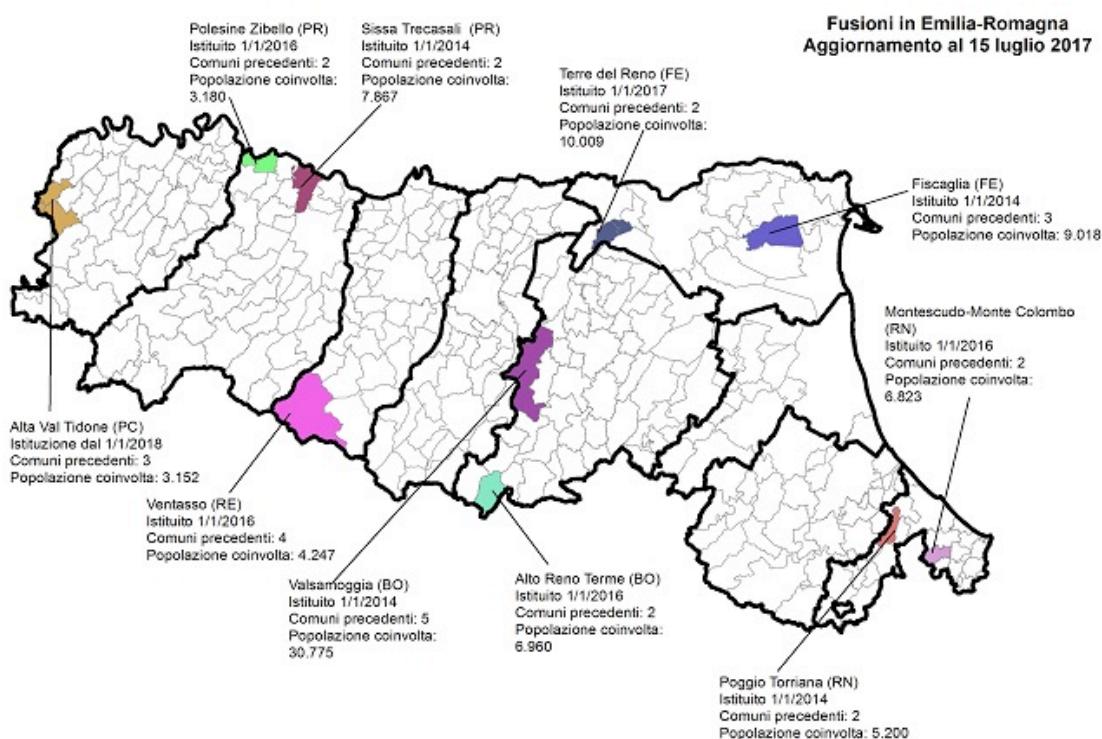 Fusioni in Emilia-Romagna
Aggiornamento al 15 luglio 2017
Polesine Zibello (PR)
Istituito 1/1/2016
Comuni precedenti: 2
Popolazione coinvolta:
3.180
Sissa Trecasali (PR)
Istituito 1/1/2014
Comuni precedenti: 2
Popolazione coinvolta:
7.867
Terre del Reno (FE)
Istituito 1/1/2017
Comuni precedenti: 2
Popolazione coinvolta:
10.009
Fiscaglia (FE)
Istituito 1/1/2014
Comuni precedenti: 3
Popolazione coinvolta: 9.018
Montescudo-Monte Colombo
(RN)
Istituito 1/1/2016
Comuni precedenti: 2
Popolazione coinvolta:
6.823
Alta Val Tidone (PC)
Istituzione dal 1/1/2018
Comuni precedenti: 3
Popolazione coinvolta: 3.152
Ventasso (RE)
Istituito 1/1/2016
Comuni precedenti: 4
Popolazione coinvolta: 4.247
Valsamoggia (BO)
Istituito 1/1/2014
Comuni precedenti: 5
Popolazione coinvolta:
30.775
Alto Reno Terme (BO)
Istituito 1/1/2016
Comuni precedenti: 2
Popolazione coinvolta:
6.960
Poggio Torriana (RN)
Istituito 1/1/2014
Comuni precedenti: 2
Popolazione coinvolta: 5.200